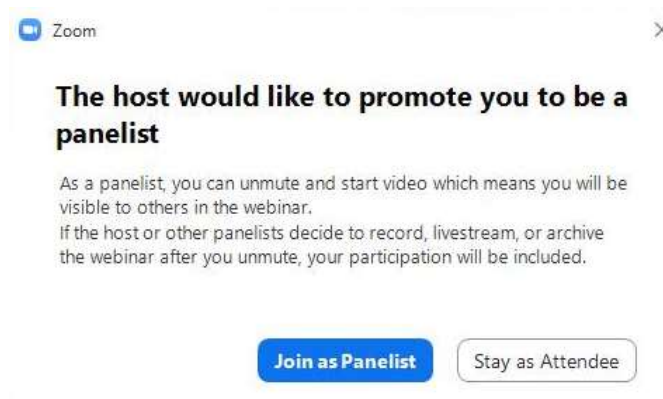 Zoom
The host would like to promote you to be a
panelist
As a panelist, you can unmute and start video which means you will be
visible to others in the webinar.
If the host or other panelists decide to record, livestream, or archive
the webinar after you unmute, your participation will be included.
Join as Panelist
Stay as Attendee